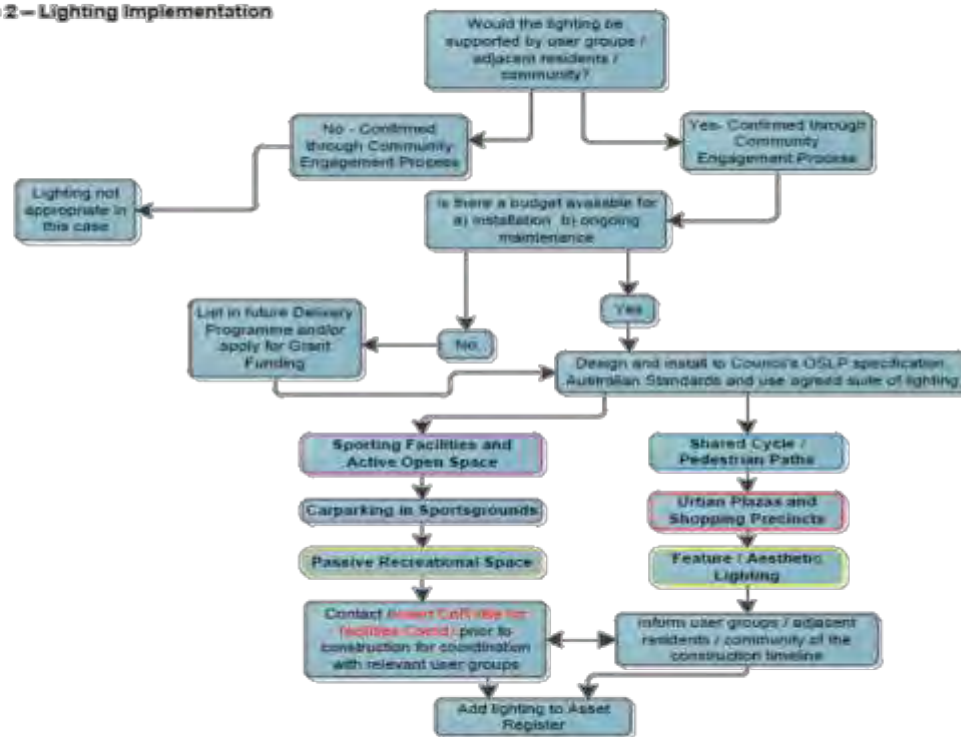 2 – Lighting Implementation
Would the lighting be
supported by user groups /
adjacent residents /
community?
No - Confirmed
through Community
Engagement Process
Yes- Confirmed through
Community
Engagement Process
Lighting not
appropriate in
this case
Is there a budget available for
a) installation b) ongoing
maintenance
List in future Delivery
Programme and/or
apply for Grant
Funding
No
Yes
Design and install to Council's OSLP specification
Australian Standards and use agreed suite of lighting
Sporting Facilities and
Active Open Space
Shared Cycle /
Pedestrian Paths
Carparking in Sportsgrounds
Urban Plazas and
Shopping Precincts
Passive Recreational Space
Feature / Aesthetic
Lighting
Contact
prior to
construction for coordination
with relevant user groups
Inform user groups / adjacent
residents / community of the
construction timeline
Add lighting to Asset
Register